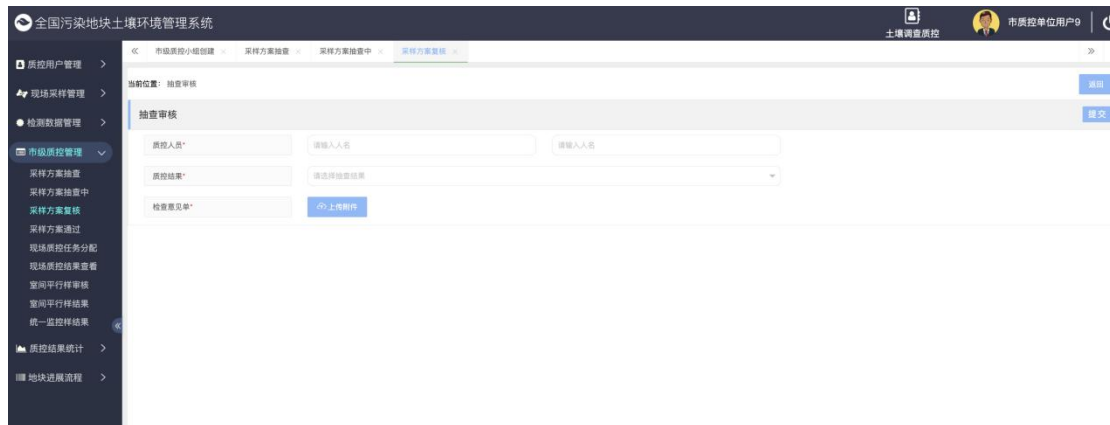 全国污染地块土壤环境管理系统
土壤调查质控
市质控单位用户9
市级质控小组创建 × 采样方案抽查 × 采样方案抽查中 × 采样方案复核 ×
质控用户管理
现场采样管理
检测数据管理
市级质控管理
采样方案抽查
采样方案抽查中
采样方案复核
采样方案通过
现场质控任务分配
现场质控结果查看
室间平行样审核
室间平行样结果
统一监控样结果
质控结果统计
地块进展流程
当前位置： 抽查审核
返回
抽查审核
提交
质控人员* 请输入人名 请输入人名
质控结果* 请选择抽查结果
检查意见单* 上传附件